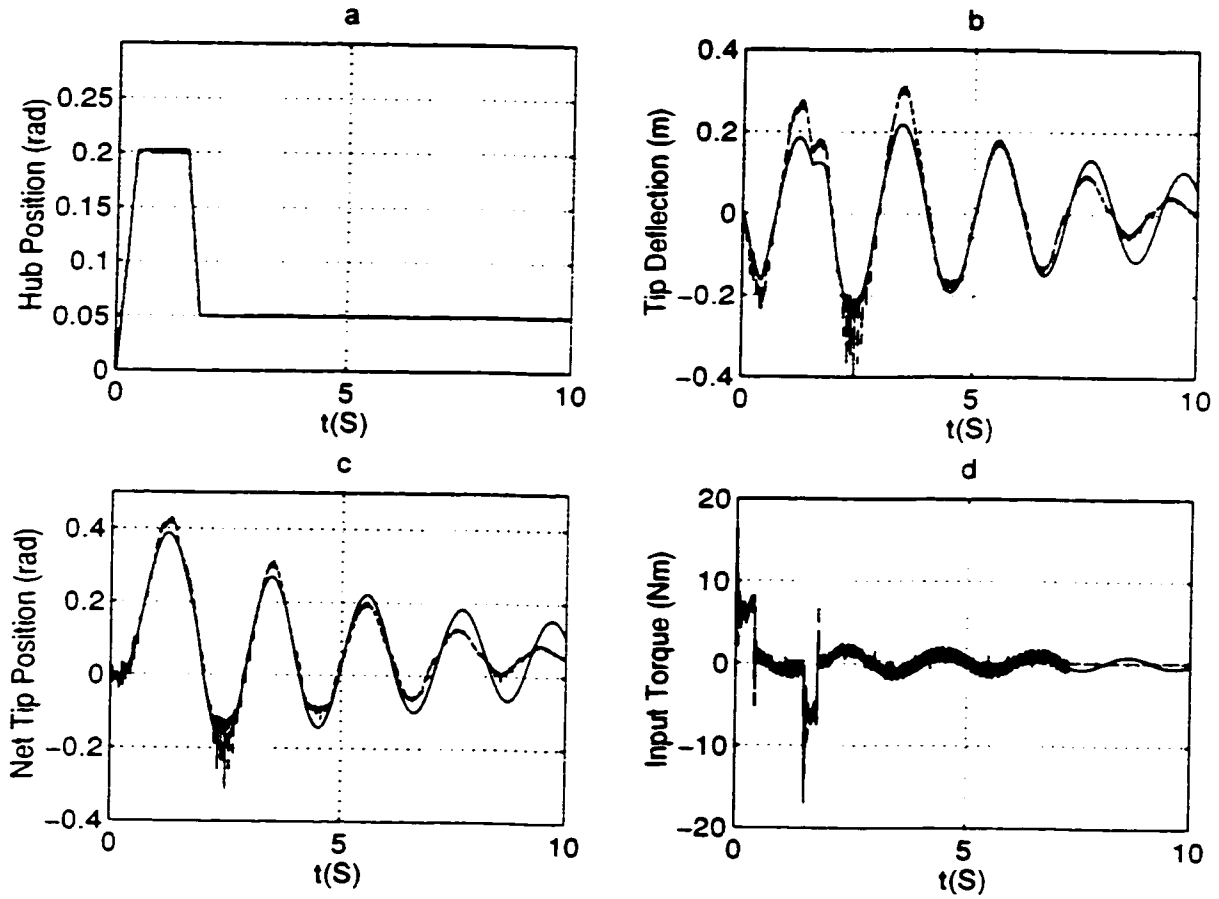 a
Hub Position (rad)
0.25
0.2
0.15
0.1
0.05
0
0
5
10
t(S)
b
Tip Deflection (m)
0.4
0.2
0
−0.2
−0.4
0
5
10
t(S)
c
Net Tip Position (rad)
0.4
0.2
0
−0.2
−0.4
0
5
10
t(S)
d
Input Torque (Nm)
20
10
0
−10
−20
0
5
10
t(S)